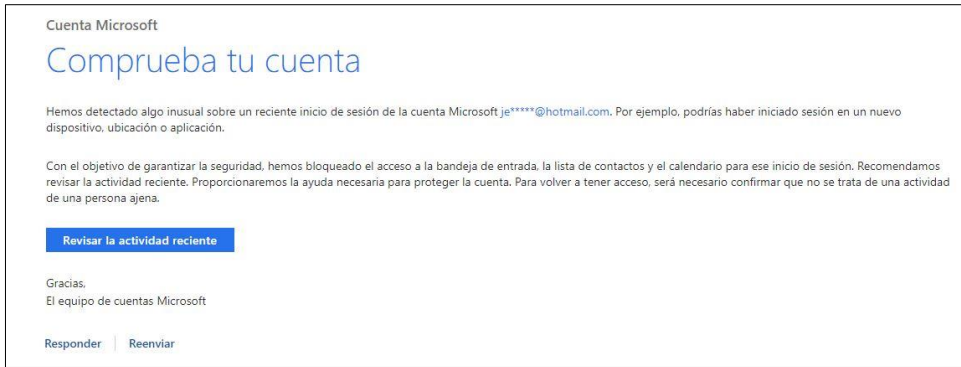 Cuenta Microsoft
Comprueba tu cuenta
Hemos detectado algo inusual sobre un reciente inicio de sesión de la cuenta Microsoft je*****@hotmail.com. Por ejemplo, podrías haber iniciado sesión en un nuevo
dispositivo, ubicación o aplicación.
Con el objetivo de garantizar la seguridad, hemos bloqueado el acceso a la bandeja de entrada, la lista de contactos y el calendario para ese inicio de sesión. Recomendamos
revisar la actividad reciente. Proporcionaremos la ayuda necesaria para proteger la cuenta. Para volver a tener acceso, será necesario confirmar que no se trata de una actividad
de una persona ajena.
Revisar la actividad reciente
Gracias,
El equipo de cuentas Microsoft
Responder | Reenviar